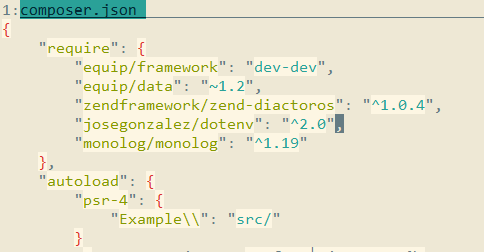 1:composer.json
{
    "require": {
        "equip/framework": "dev-dev",
        "equip/data": "~1.2",
        "zendframework/zend-diactoros": "^1.0.4",
        "josegonzalez/dotenv": "^2.0",
        "monolog/monolog": "^1.19"
    },
    "autoload": {
        "psr-4": {
            "Example\\": "src/"
        }